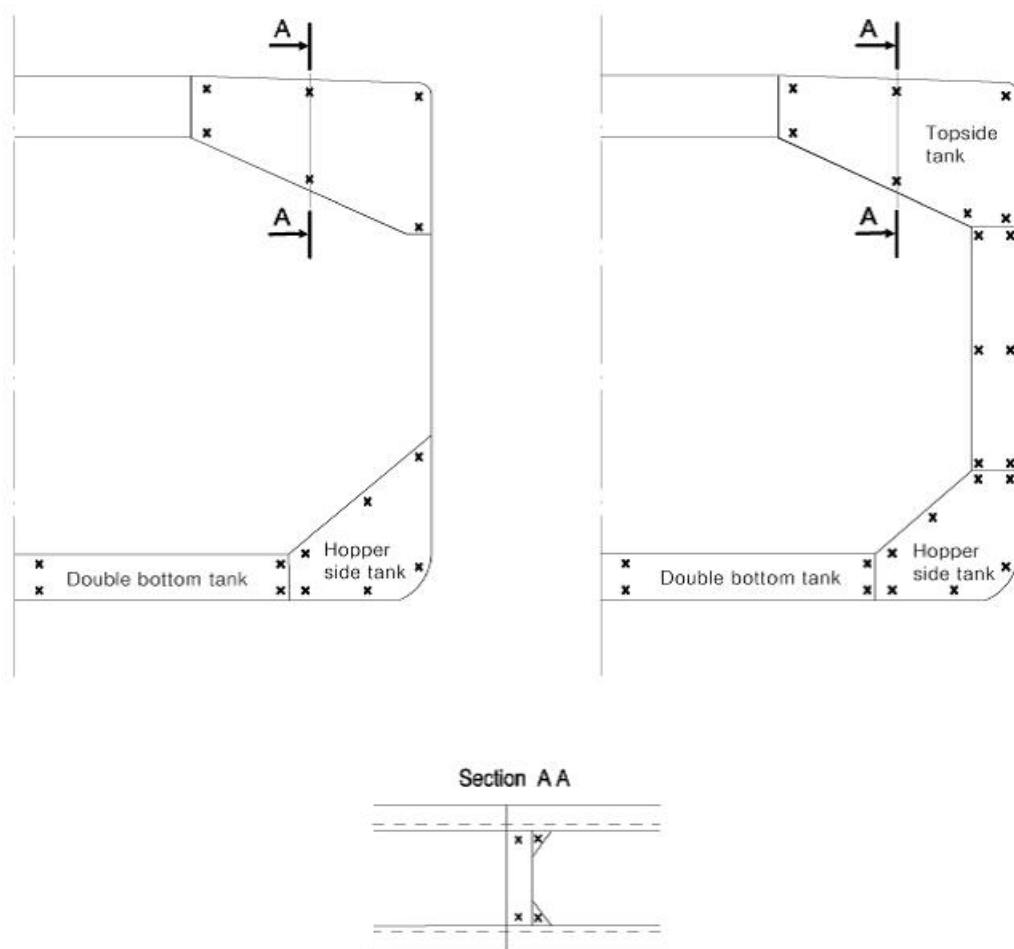 A
A
Topside
tank
A
A
Hopper
side tank
Double bottom tank
Hopper
side tank
Double bottom tank
Section A A